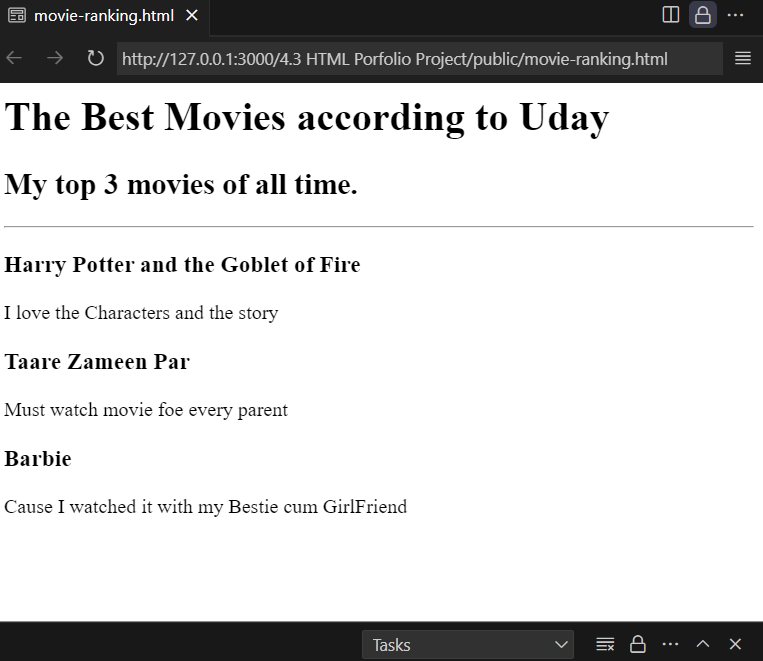 movie-ranking.html
http://127.0.0.1:3000/4.3 HTML Porfolio Project/public/movie-ranking.html
The Best Movies according to Uday
My top 3 movies of all time.
Harry Potter and the Goblet of Fire
I love the Characters and the story
Taare Zameen Par
Must watch movie foe every parent
Barbie
Cause I watched it with my Bestie cum GirlFriend
Tasks